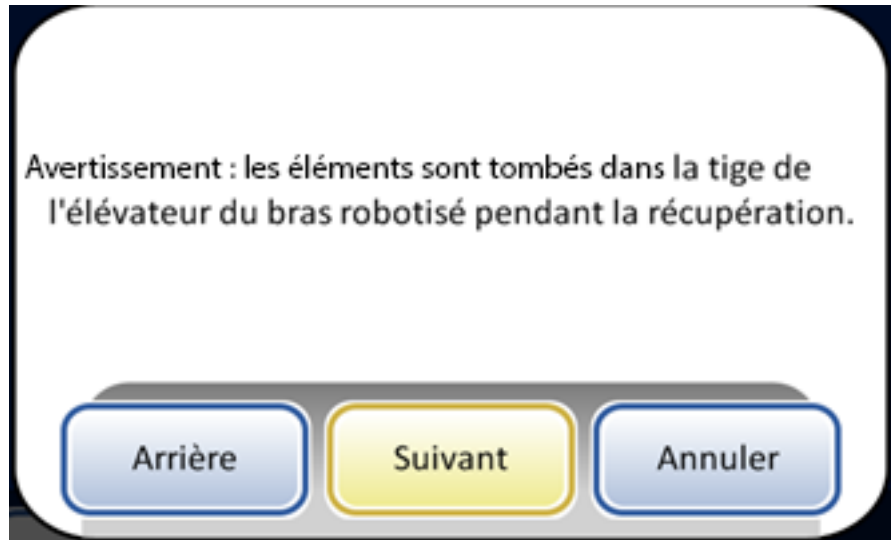 Avertissement : les éléments sont tombés dans la tige de
l'élévateur du bras robotisé pendant la récupération.
Arrière Suivant Annuler